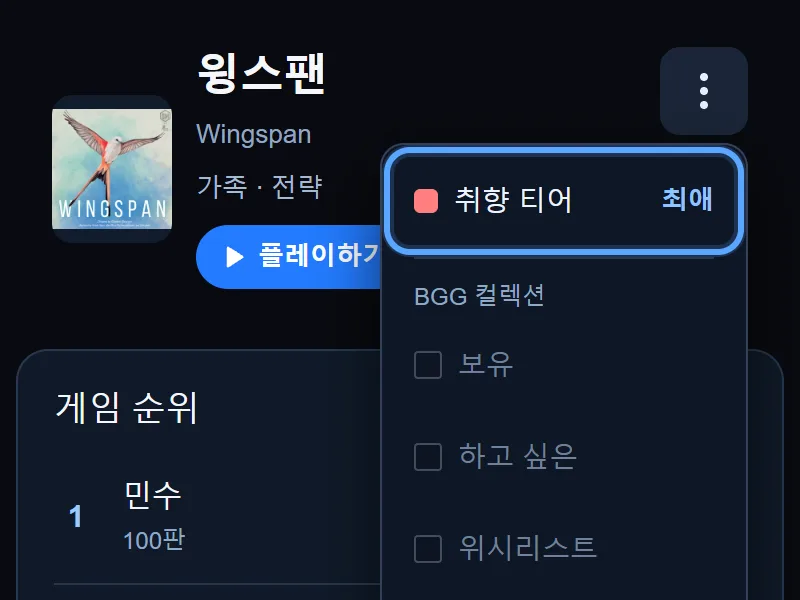 윙스팬
Wingspan
가족 · 전략
플레이하기
WINGSPAN
취향 티어 최애
BGG 컬렉션
보유
하고 싶은
위시리스트
게임 순위
1 민수
100판